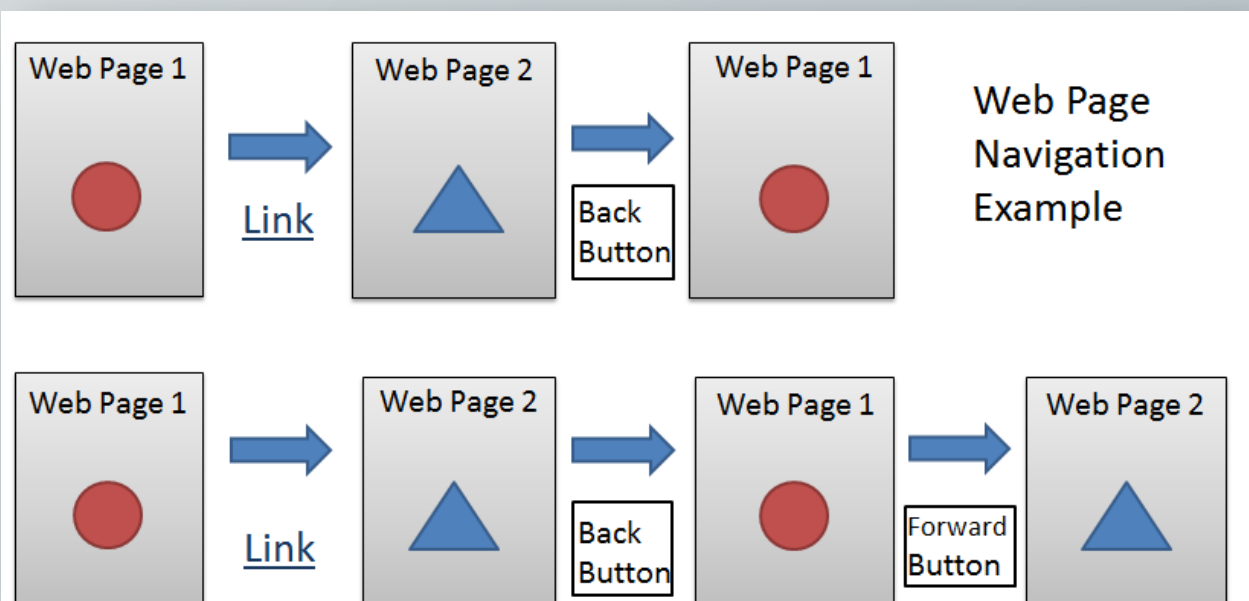 Web Page 1
Web Page 2
Web Page 1
Link
Back
Button
Web Page
Navigation
Example
Web Page 1
Web Page 2
Web Page 1
Web Page 2
Link
Back
Button
Forward
Button